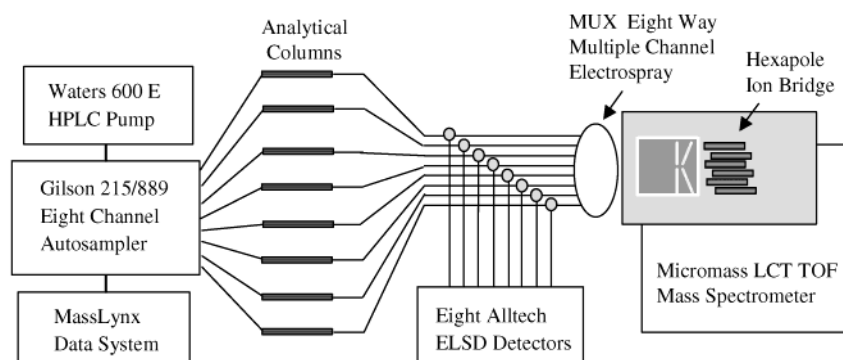 Analytical
Columns
MUX Eight Way
Multiple Channel
Electrospray
Hexapole
Ion Bridge
Waters 600 E
HPLC Pump
Gilson 215/889
Eight Channel
Autosampler
MassLynx
Data System
Eight Alltech
ELSD Detectors
Micromass LCT TOF
Mass Spectrometer